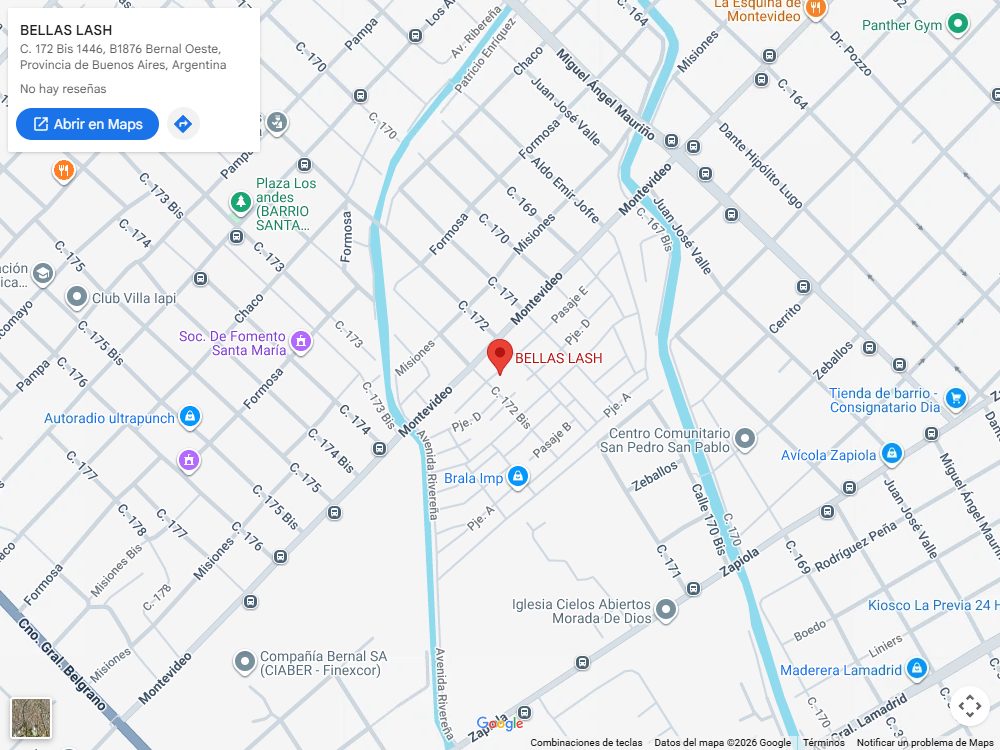 BELLAS LASH
C. 172 Bis 1446, B1876 Bernal Oeste,
Provincia de Buenos Aires, Argentina
No hay reseñas
Abrir en Maps
La Esquina de
Montevideo
Panther Gym
C. 164
Misiones
Dr. Pozzo
C. 164
Pampa
C. 170
Av. Ribereña
Patricio Enríquez
Chaco
Miguel Ángel Mauriño
Juan José Valle
Formosa
Aldo Emir Jofre
Dante Hipólito Lugo
C. 170
Pampa
Plaza Los
andes
(BARRIO
SANTA...
C. 173 Bis
C. 174
C. 173
Formosa
Formosa
C. 169
C. 170
Misiones
Montevideo
C. 167 Bis
Juan José Valle
C. 175
Club Villa Iapi
Chaco
C. 171
Montevideo
Pasaje E
C. 172
Pje. D
Cerrito
Zeballos
C. 175 Bis
Soc. De Fomento
Santa María
C. 173
Misiones
BELLAS LASH
Pampa
C. 176
Formosa
C. 173 Bis
Montevideo
C. 172 Bis
Pje. D
Pje. A
Pasaje B
Tienda de barrio -
Consignatario Dia
Autoradio ultrapunch
C. 174
C. 174 Bis
Centro Comunitario
San Pedro San Pablo
Avícola Zapiola
C. 177
C. 175
Avenida Rivereña
Brala Imp
Zeballos
C. 175 Bis
Pje. A
Calle 170 Bis
C. 170
Juan José Valle
Miguel Ángel Mauriño
C. 178
C. 177
C. 176
Misiones
Misiones Bis
C. 171
Zapiola
C. 169
Rodríguez Peña
Formosa
C. 178
Iglesia Cielos Abiertos
Morada De Dios
Kiosco La Previa 24 H
Boedo
Liniers
Cno. Gral. Belgrano
Misiones
Montevideo
Compañía Bernal SA
(CIABER - Finexcor)
Avenida Rivereña
Maderera Lamadrid
C. 170
Gral. Lamadrid
Zapiola
Google
Combinaciones de teclas
Datos del mapa ©2026 Google
Términos
Notificar un problema de Maps